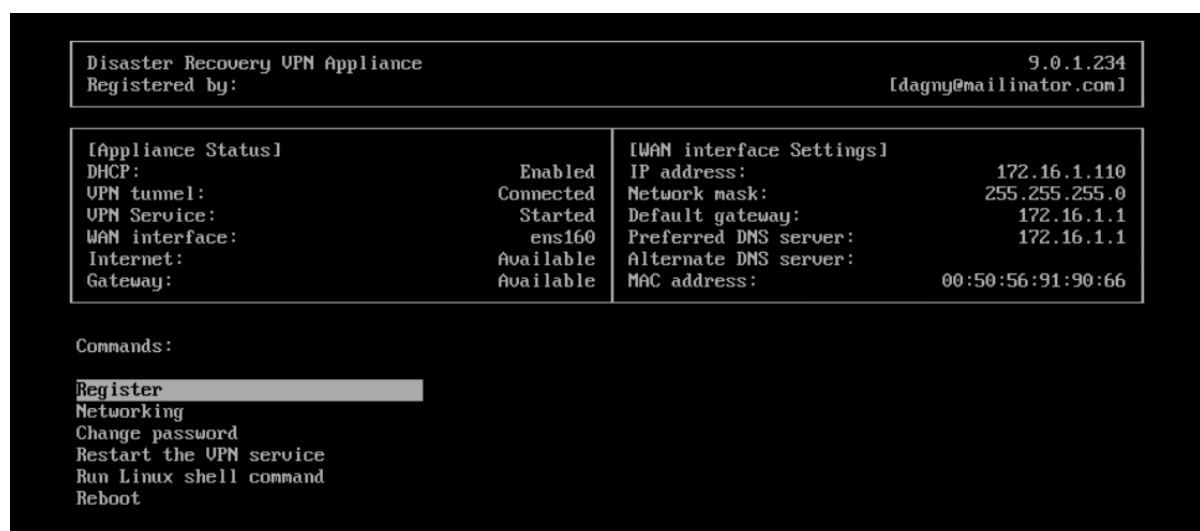 Disaster Recovery VPN Appliance 9.0.1.234
Registered by: [dagny@mailinator.com]
[Appliance Status]
DHCP: Enabled
VPN tunnel: Connected
VPN Service: Started
WAN interface: ens160
Internet: Available
Gateway: Available
[WAN interface Settings]
IP address: 172.16.1.110
Network mask: 255.255.255.0
Default gateway: 172.16.1.1
Preferred DNS server: 172.16.1.1
Alternate DNS server:
MAC address: 00:50:56:91:90:66
Commands:
Register
Networking
Change password
Restart the VPN service
Run Linux shell command
Reboot